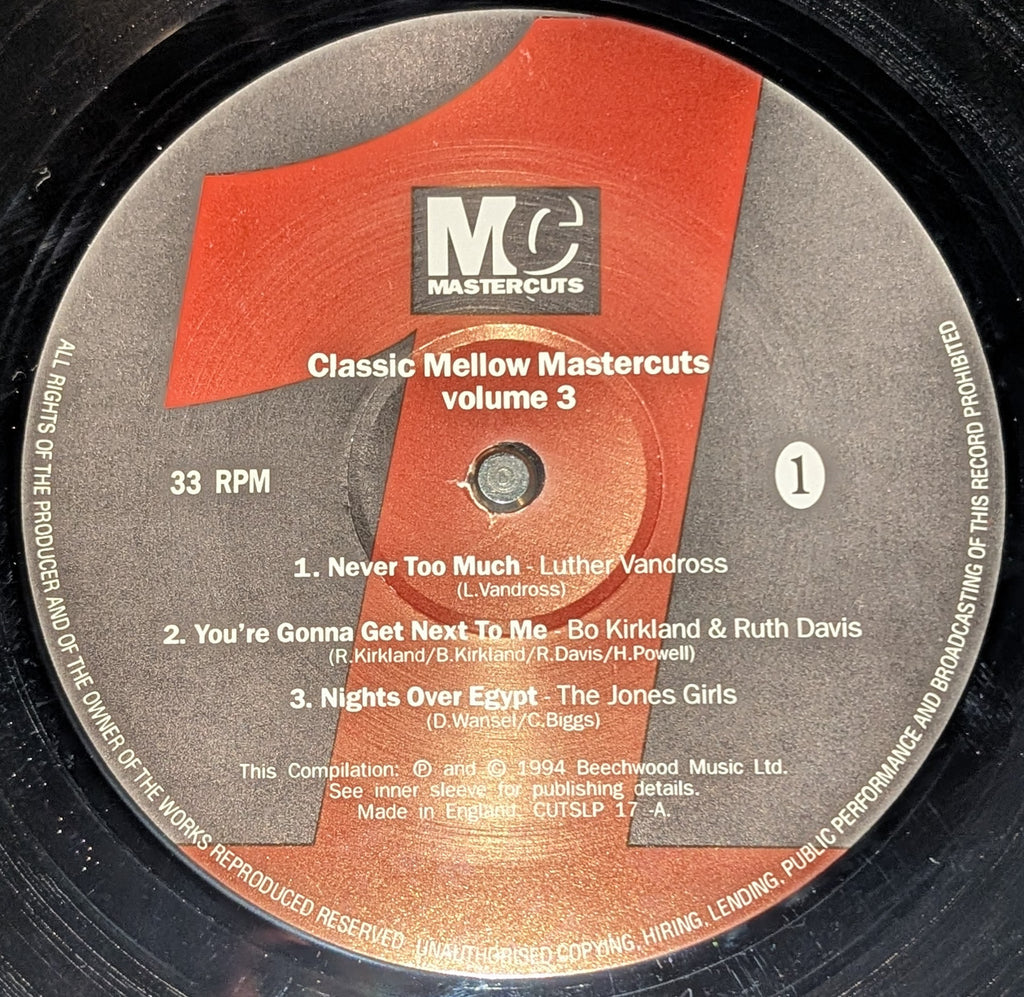 MC
MASTERCUTS
Classic Mellow Mastercuts
volume 3
33 RPM
1
1. Never Too Much - Luther Vandross
(L.Vandross)
2. You're Gonna Get Next To Me - Bo Kirkland & Ruth Davis
(R.Kirkland/B.Kirkland/R.Davis/H.Powell)
3. Nights Over Egypt - The Jones Girls
(D.Wansel/C.Biggs)
This Compilation: ℗ and © 1994 Beechwood Music Ltd.
See inner sleeve for publishing details.
Made in England. CUTSLP 17 -A.
ALL RIGHTS OF THE PRODUCER AND OF THE OWNER OF THE WORKS REPRODUCED RESERVED. UNAUTHORISED COPYING, HIRING, LENDING, PUBLIC PERFORMANCE AND BROADCASTING OF THIS RECORD PROHIBITED